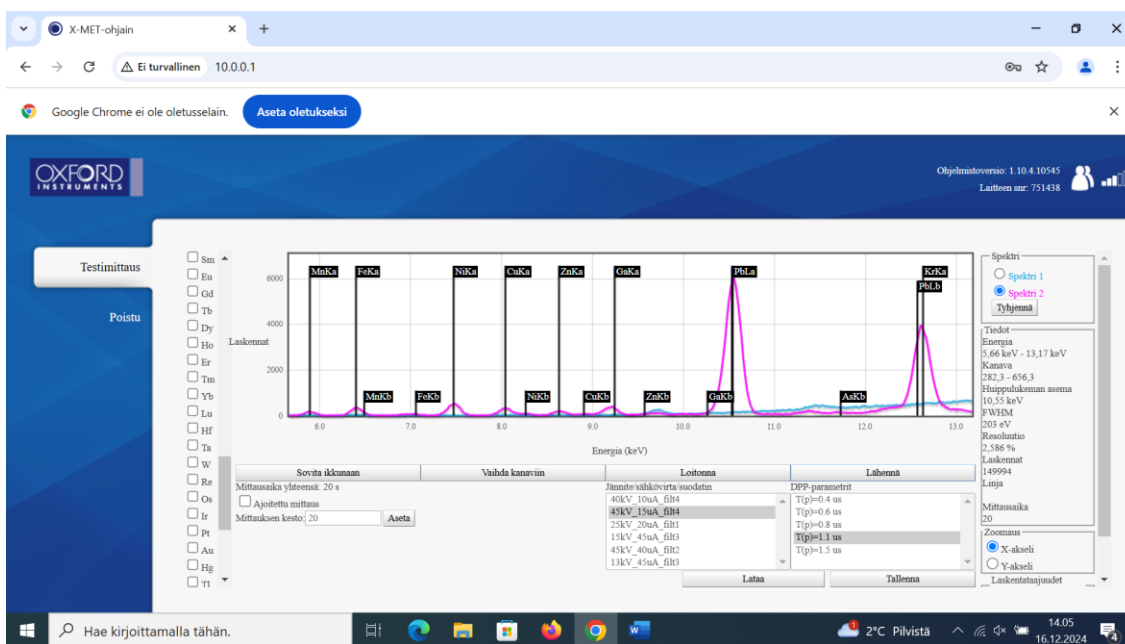 X-MET-ohjain
Ei turvallinen 10.0.0.1
Google Chrome ei ole oletusselain. Aseta oletukseksi
OXFORD
INSTRUMENTS
Ohjelmistoversio: 1.10.4.10545
Laitteen snr: 751438
Testimittaus
Poistu
Sm
Eu
Gd
Tb
Dy
Ho
Er
Tm
Yb
Lu
Hf
Ta
W
Re
Os
Ir
Pt
Au
Hg
Tl
Laskennat
6000
4000
2000
0
MnKa FeKa NiKa CuKa ZnKa GaKa PbLa KrKa
PbLb
MnKb FeKb NiKb CuKb ZnKb GaKb AsKb
6.0 7.0 8.0 9.0 10.0 11.0 12.0 13.0
Energia (keV)
Sovita ikkunaan Vaihda kanaviin Loitonna Lähennä
Mittausaika yhteensä: 20 s
Ajoitettu mittaus
Mittauksen kesto: 20 Aseta
Jännite/sähkövirta/suodatin
40kV_10uA_filt4
45kV_15uA_filt4
25kV_20uA_filt1
15kV_45uA_filt3
45kV_40uA_filt2
13kV_45uA_filt3
DPP-parametrit
T(p)=0.4 us
T(p)=0.6 us
T(p)=0.8 us
T(p)=1.1 us
T(p)=1.5 us
Lataa Tallenna
Spektri
Spektri 1
Spektri 2
Tyhjennä
Tiedot
Energia
5,66 keV - 13,17 keV
Kanava
282,3 - 656,3
Huippulukeman asema
10,55 keV
FWHM
203 eV
Resoluutio
2,586 %
Laskennat
149994
Linja
Mittausaika
20
Zoomaus
X-akseli
Y-akseli
Laskentataajuudet
Hae kirjoittamalla tähän.
2°C Pilvistä
14.05
16.12.2024
4